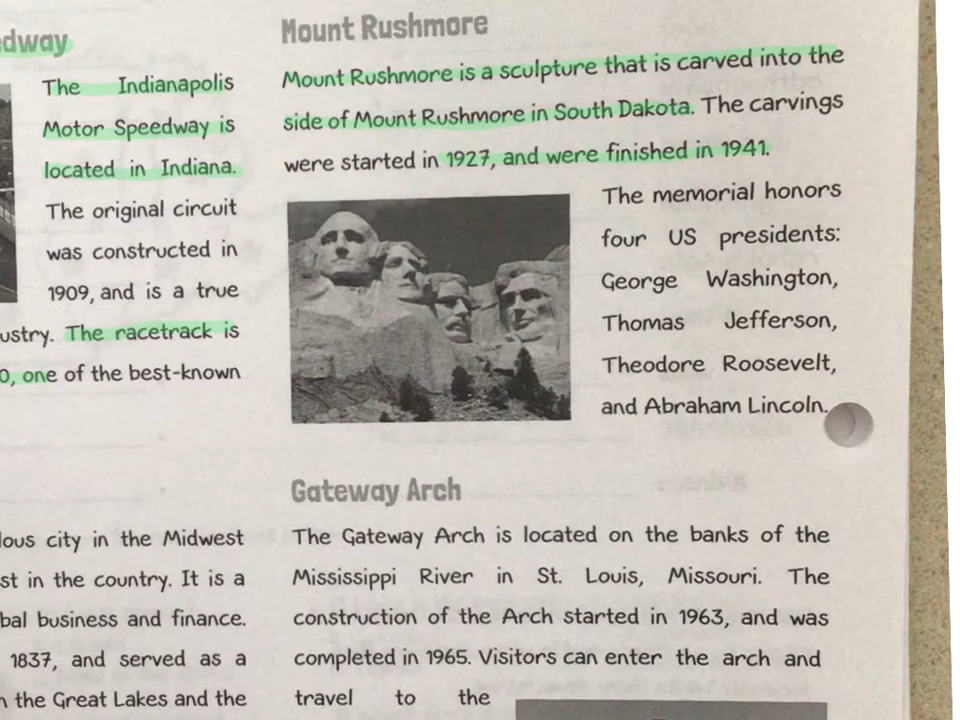 edway
The Indianapolis
Motor Speedway is
located in Indiana.
The original circuit
was constructed in
1909, and is a true
ustry. The racetrack is
0, one of the best-known
lous city in the Midwest
st in the country. It is a
bal business and finance.
1837, and served as a
n the Great Lakes and the
Mount Rushmore
Mount Rushmore is a sculpture that is carved into the
side of Mount Rushmore in South Dakota. The carvings
were started in 1927, and were finished in 1941.
The memorial honors
four US presidents:
George Washington,
Thomas Jefferson,
Theodore Roosevelt,
and Abraham Lincoln.
Gateway Arch
The Gateway Arch is located on the banks of the
Mississippi River in St. Louis, Missouri. The
construction of the Arch started in 1963, and was
completed in 1965. Visitors can enter the arch and
travel to the